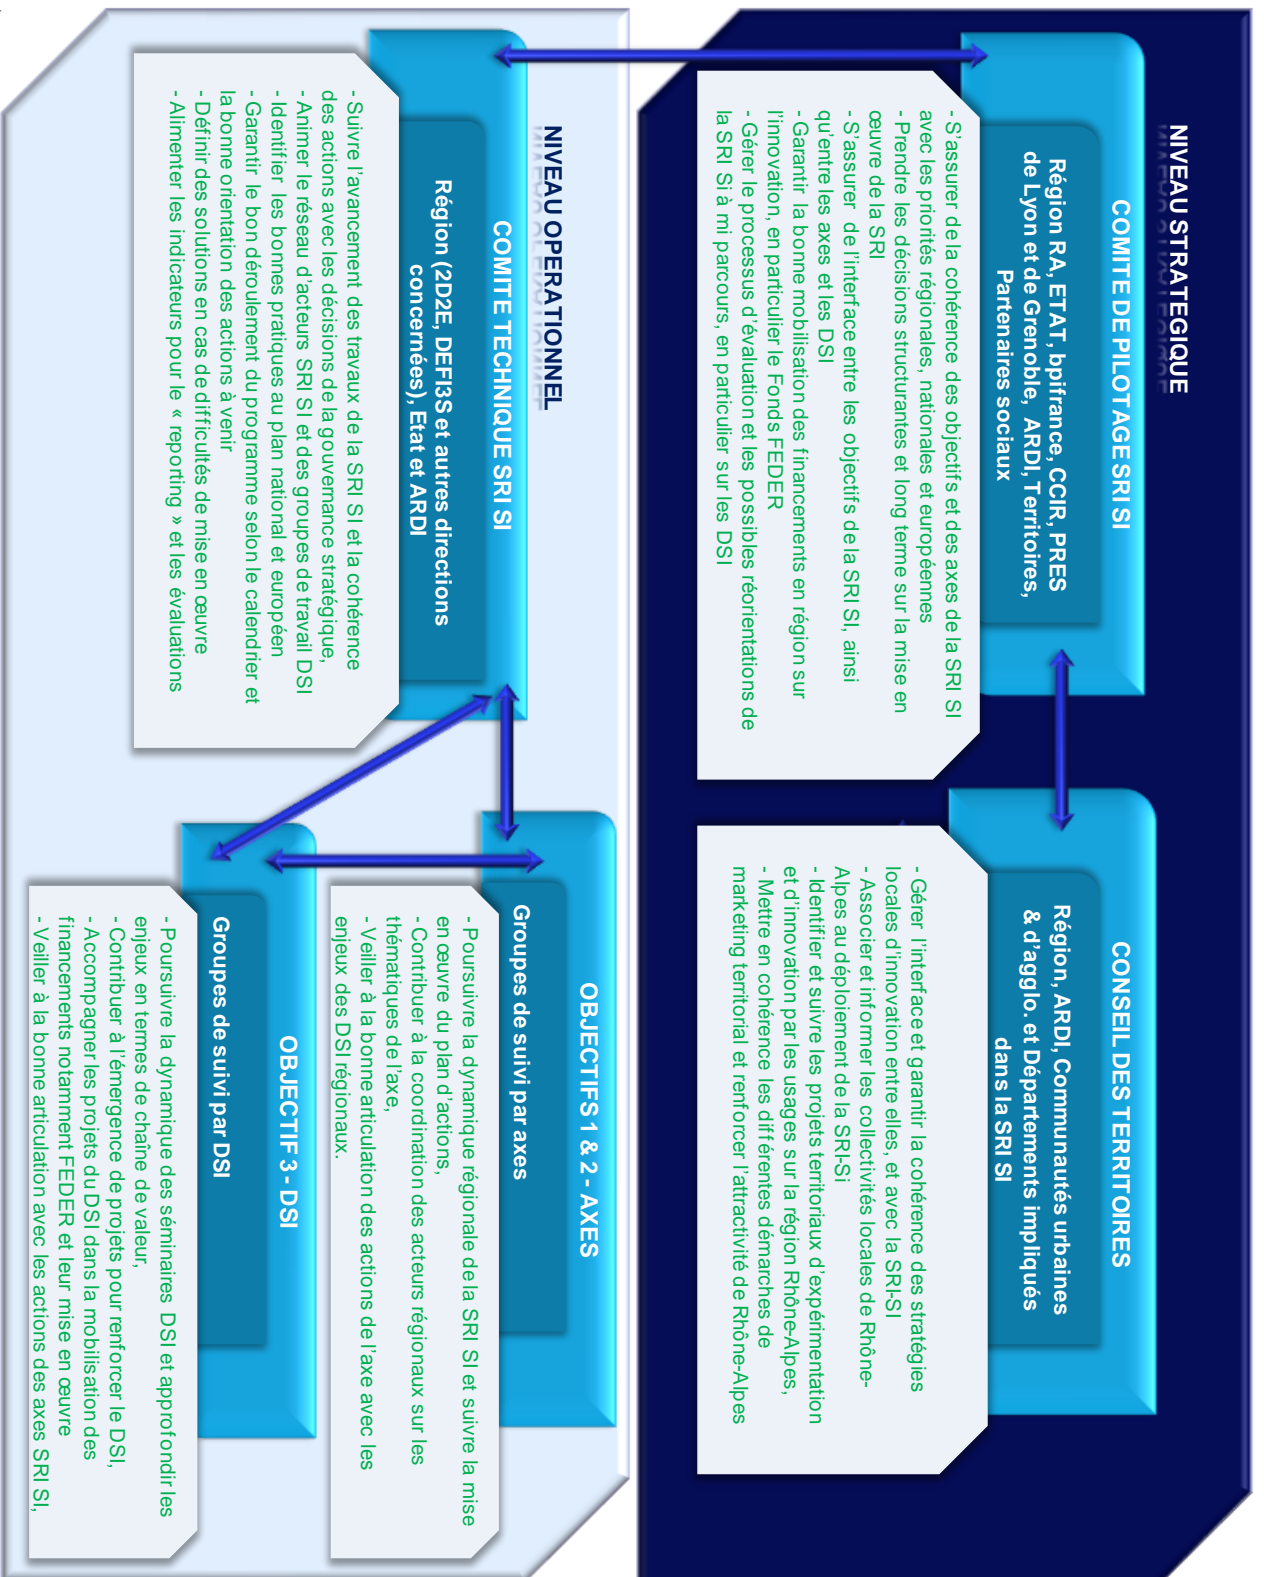 NIVEAU STRATEGIQUE
COMITE DE PILOTAGE SRI SI
Région RA, ETAT, bpifrance, CCIR, PRES
de Lyon et de Grenoble, ARDI, Territoires,
Partenaires sociaux
- S'assurer de la cohérence des objectifs et des axes de la SRI SI
avec les priorités régionales, nationales et européennes
- Prendre les décisions structurantes et long terme sur la mise en
œuvre de la SRI
- S'assurer de l'interface entre les objectifs de la SRI SI, ainsi
qu'entre les axes et les DSI
- Garantir la bonne mobilisation des financements en région sur
l'innovation, en particulier le Fonds FEDER
- Gérer le processus d'évaluation et les possibles réorientations de
la SRI Si à mi parcours, en particulier sur les DSI
CONSEIL DES TERRITOIRES
Région, ARDI, Communautés urbaines
& d'agglo. et Départements impliqués
dans la SRI SI
- Gérer l'interface et garantir la cohérence des stratégies
locales d'innovation entre elles, et avec la SRI-SI
- Associer et informer les collectivités locales de Rhône-
Alpes au déploiement de la SRI-Si
- Identifier et suivre les projets territoriaux d'expérimentation
et d'innovation par les usages sur la région Rhône-Alpes,
- Mettre en cohérence les différentes démarches de
marketing territorial et renforcer l'attractivité de Rhône-Alpes
NIVEAU OPERATIONNEL
COMITE TECHNIQUE SRI SI
Région (2D2E, DEFI3S et autres directions
concernées), Etat et ARDI
- Suivre l'avancement des travaux de la SRI SI et la cohérence
des actions avec les décisions de la gouvernance stratégique,
- Animer le réseau d'acteurs SRI SI et des groupes de travail DSI
- Identifier les bonnes pratiques au plan national et européen
- Garantir le bon déroulement du programme selon le calendrier et
la bonne orientation des actions à venir
- Définir des solutions en cas de difficultés de mise en œuvre
- Alimenter les indicateurs pour le « reporting » et les évaluations
OBJECTIFS 1 & 2 - AXES
Groupes de suivi par axes
- Poursuivre la dynamique régionale de la SRI SI et suivre la mise
en œuvre du plan d'actions,
- Contribuer à la coordination des acteurs régionaux sur les
thématiques de l'axe,
- Veiller à la bonne articulation des actions de l'axe avec les
enjeux des DSI régionaux.
OBJECTIF 3 - DSI
Groupes de suivi par DSI
- Poursuivre la dynamique des séminaires DSI et approfondir les
enjeux en termes de chaîne de valeur,
- Contribuer à l'émergence de projets pour renforcer le DSI,
- Accompagner les projets du DSI dans la mobilisation des
financements notamment FEDER et leur mise en œuvre
- Veiller à la bonne articulation avec les actions des axes SRI SI,